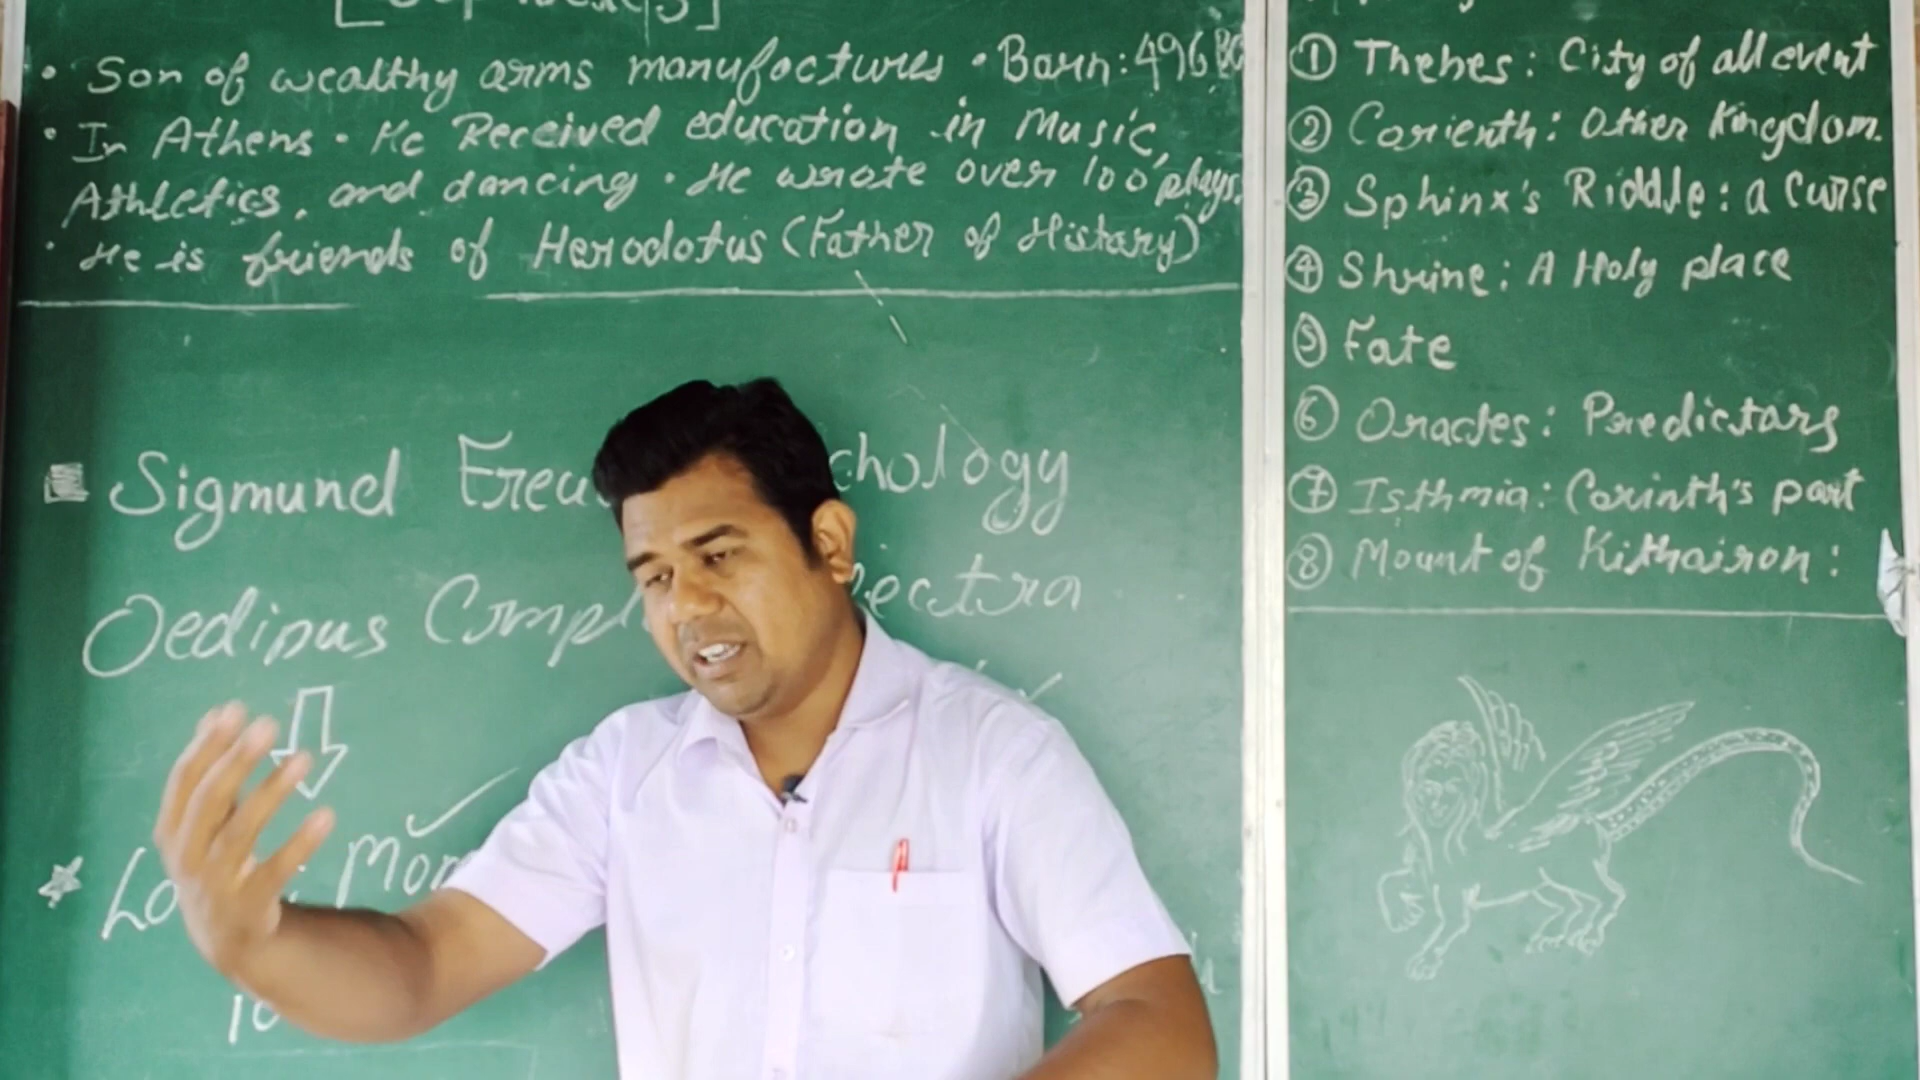 • Son of wealthy arms manufoctures • Born: 496 BC
• In Athens • He Received education in Music,
Athletics, and dancing • He wrote over 100 plays.
• He is friends of Herodotus (Father of History)
Sigmund
Oedipus
① Thebes: City of all event
② Corienth: Other Kingdom.
③ Sphinx's Riddle: a Curse
④ Shrine: A Holy place
⑤ Fate
⑥ Oracles: Predictors
⑦ Isthmia: Corinth's part
⑧ Mount of Kithairon: